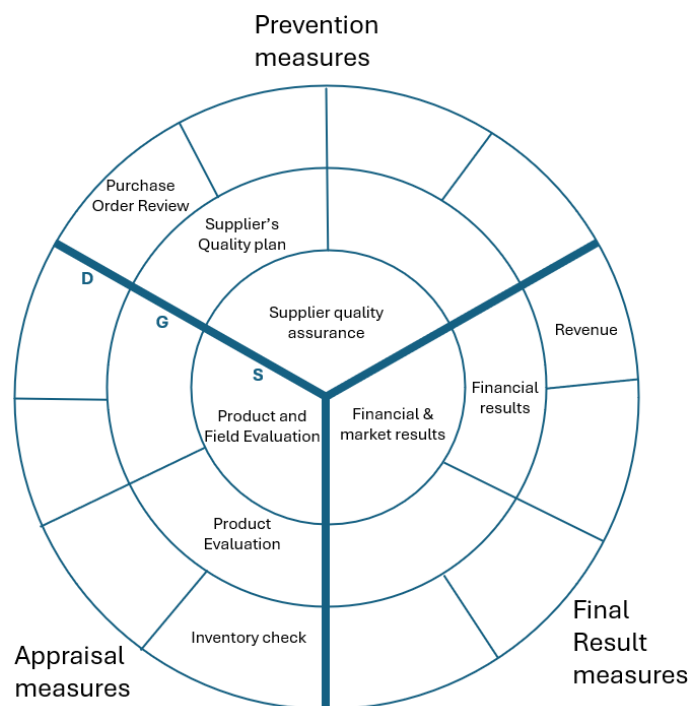 Prevention
measures
Purchase
Order Review
Supplier's
Quality plan
D
G
S
Supplier quality
assurance
Revenue
Financial
results
Product and
Field Evaluation
Financial &
market results
Product
Evaluation
Inventory check
Appraisal
measures
Final
Result
measures